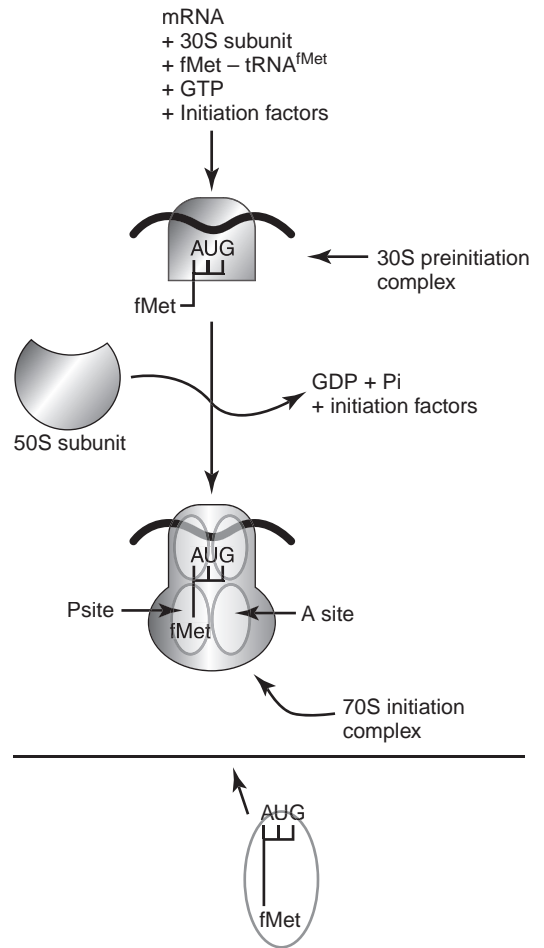 mRNA
+ 30S subunit
+ fMet – tRNAfMet
+ GTP
+ Initiation factors
AUG
30S preinitiation
complex
fMet
GDP + Pi
+ initiation factors
50S subunit
AUG
Psite
A site
fMet
70S initiation
complex
AUG
fMet